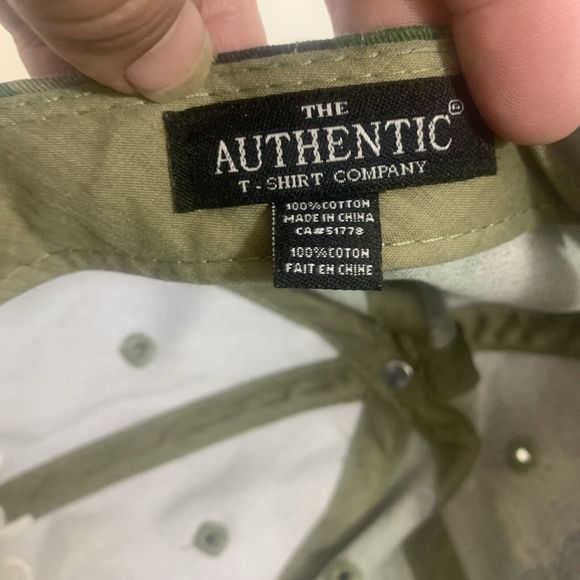 THE
AUTHENTIC®
T-SHIRT COMPANY
100% COTTON
MADE IN CHINA
CA#51778
100% COTON
FAIT EN CHINE